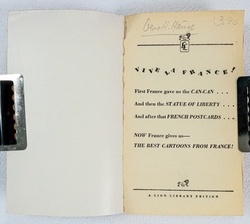 VIVE LA FRANCE!
First France gave us the CAN-CAN . . .
And then the STATUE OF LIBERTY . . .
And after that FRENCH POSTCARDS . . .
NOW France gives us—
THE BEST CARTOONS FROM FRANCE!
A LION LIBRARY EDITION